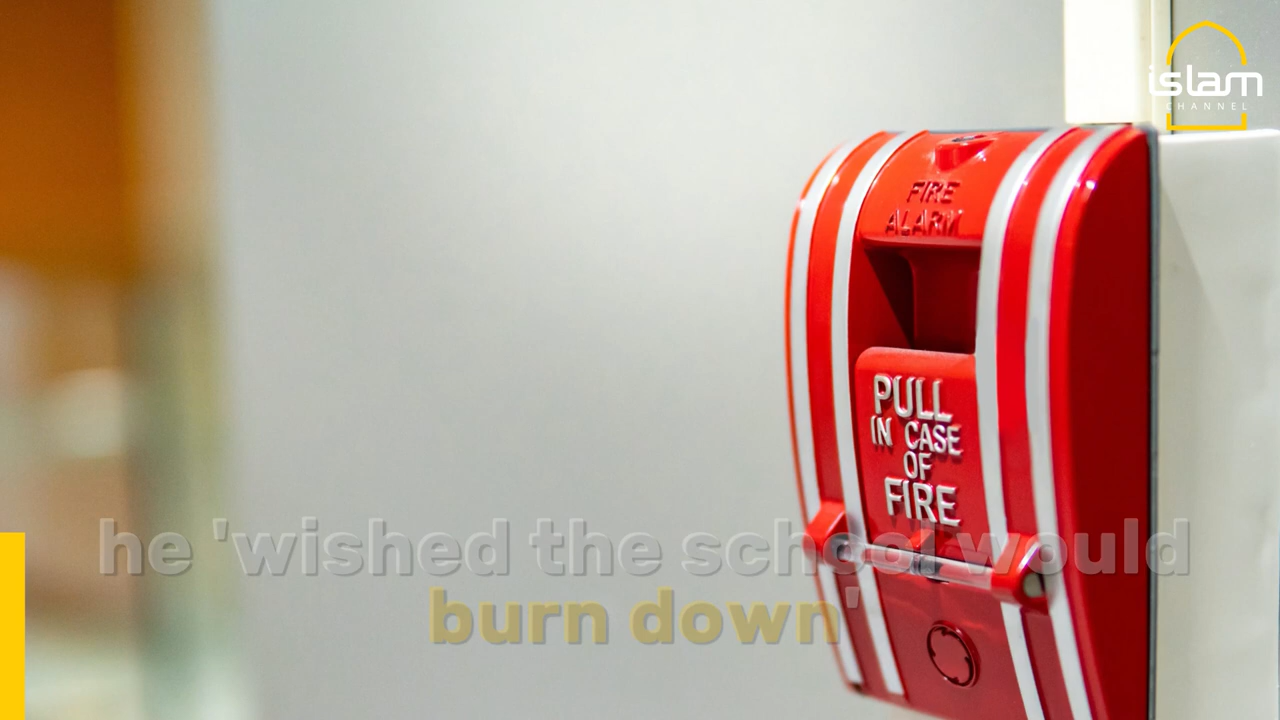 islam
CHANNEL
FIRE
ALARM
PULL
IN CASE
OF
FIRE
he 'wished the school would
burn down'